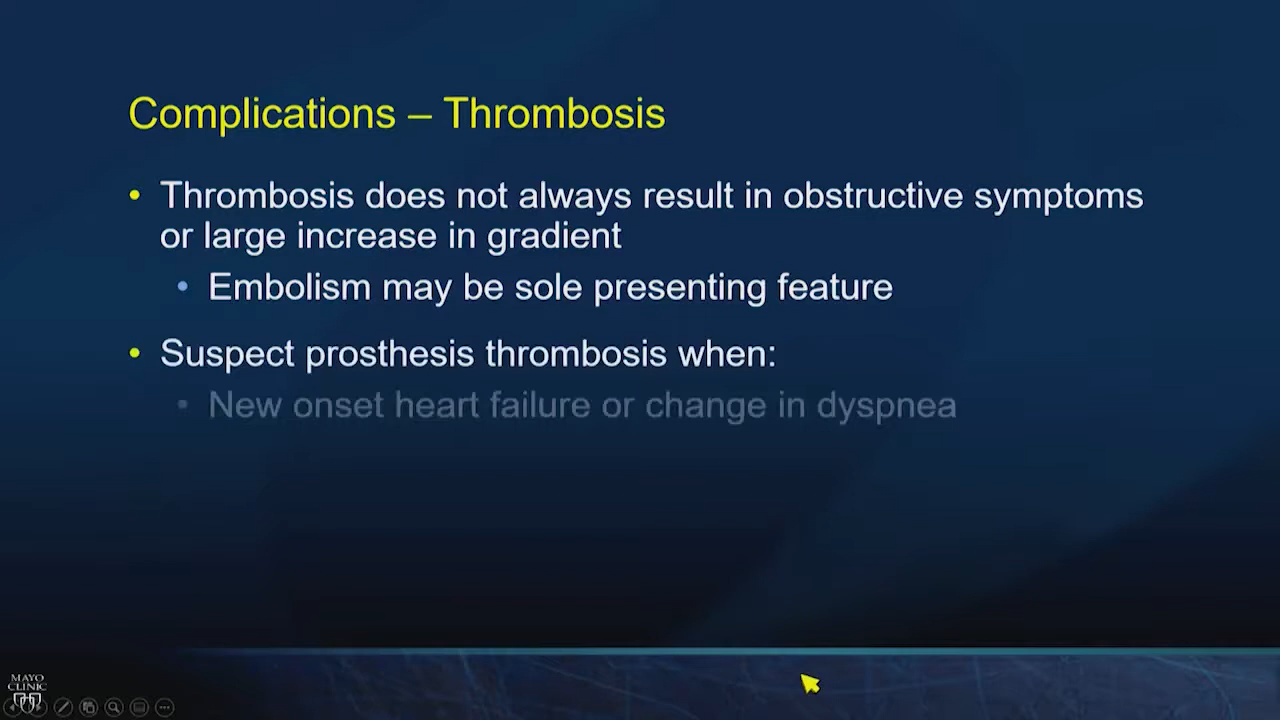 Complications – Thrombosis
• Thrombosis does not always result in obstructive symptoms
or large increase in gradient
• Embolism may be sole presenting feature
• Suspect prosthesis thrombosis when:
• New onset heart failure or change in dyspnea
MAYO
CLINIC